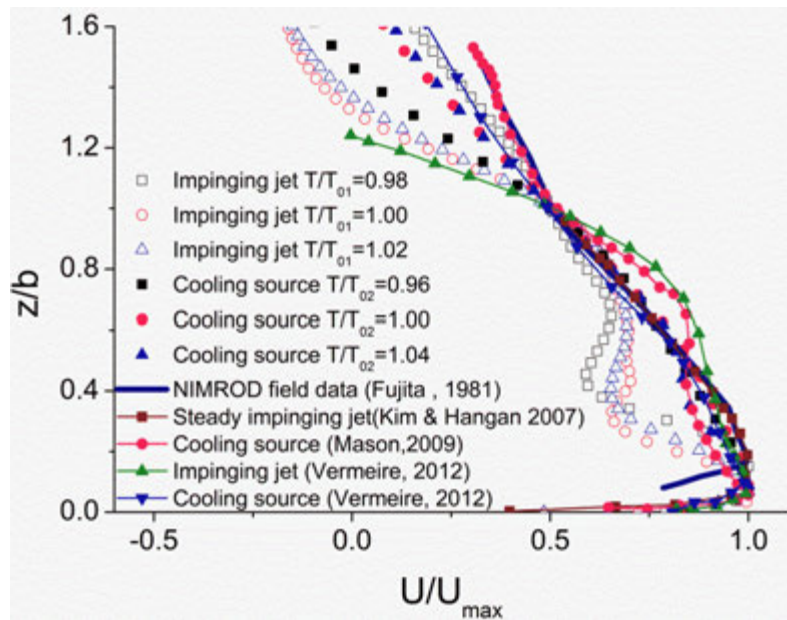 1.6
1.2
0.8
0.4
0.0
z/b
Impinging jet T/T01=0.98
Impinging jet T/T01=1.00
Impinging jet T/T01=1.02
Cooling source T/T02=0.96
Cooling source T/T02=1.00
Cooling source T/T02=1.04
NIMROD field data (Fujita , 1981)
Steady impinging jet(Kim & Hangan 2007)
Cooling source (Mason,2009)
Impinging jet (Vermeire, 2012)
Cooling source (Vermeire, 2012)
-0.5 0.0 0.5 1.0
U/Umax